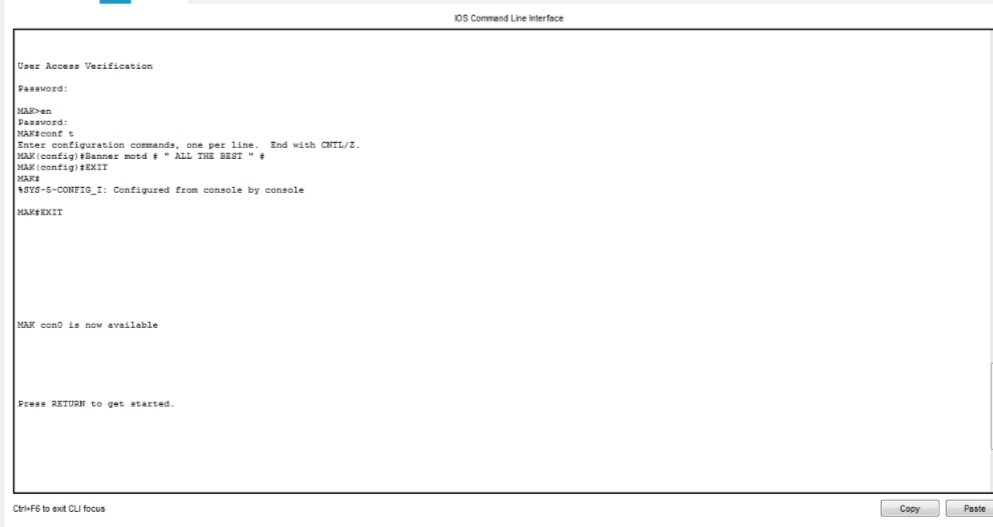 IOS Command Line Interface
User Access Verification
Password:
MAK>en
Password:
MAK#conf t
Enter configuration commands, one per line.  End with CNTL/Z.
MAK(config)#Banner motd # " ALL THE BEST " #
MAK(config)#EXIT
MAK#
%SYS-5-CONFIG_I: Configured from console by console
MAK#EXIT
MAK con0 is now available
Press RETURN to get started.
Ctrl+F6 to exit CLI focus
Copy
Paste